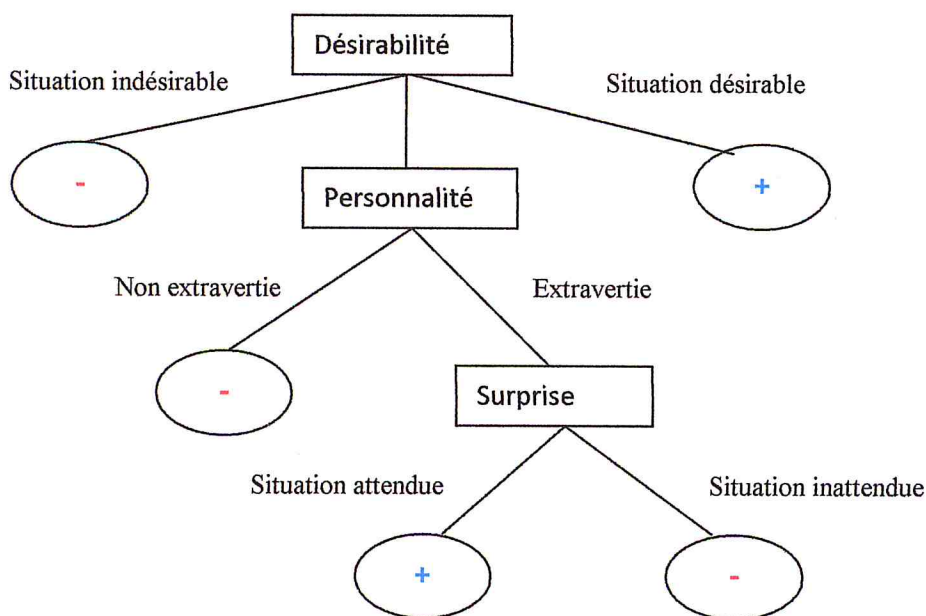 Désirabilité
Situation indésirable
Situation désirable
-
Personnalité
+
Non extravertie
Extravertie
-
Surprise
Situation attendue
Situation inattendue
+
-